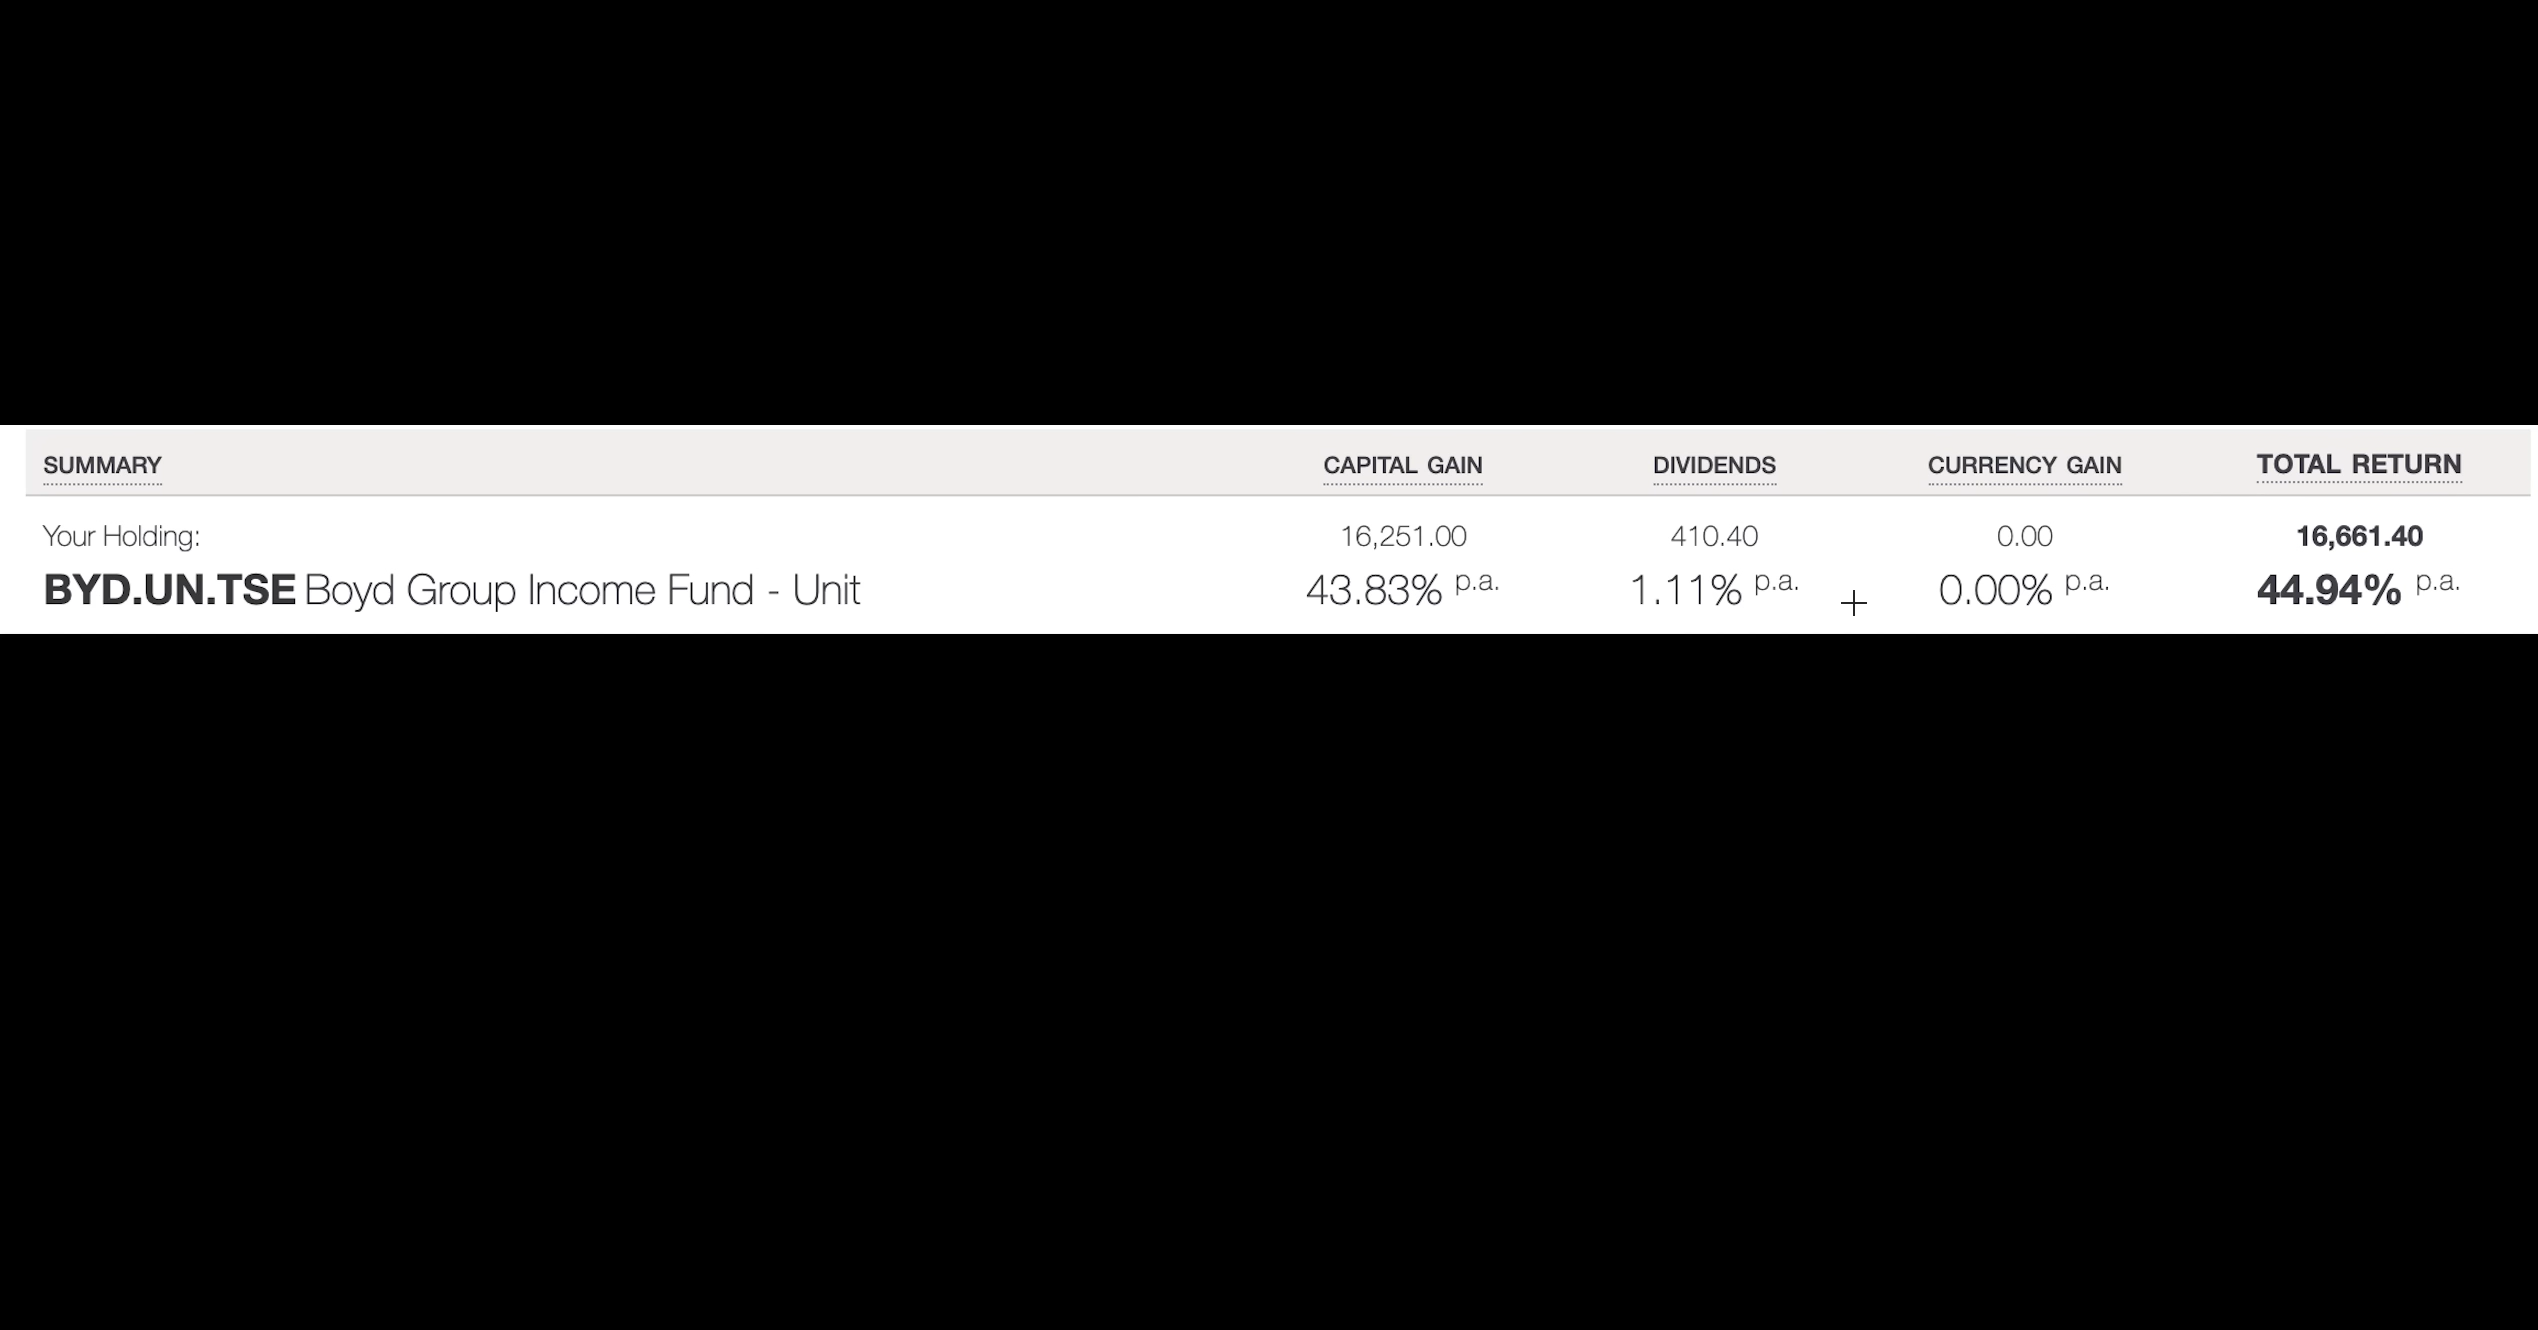 SUMMARY CAPITAL GAIN DIVIDENDS CURRENCY GAIN TOTAL RETURN
Your Holding: 16,251.00 410.40 0.00 16,661.40
BYD.UN.TSE Boyd Group Income Fund - Unit 43.83% p.a. 1.11% p.a. 0.00% p.a. 44.94% p.a.